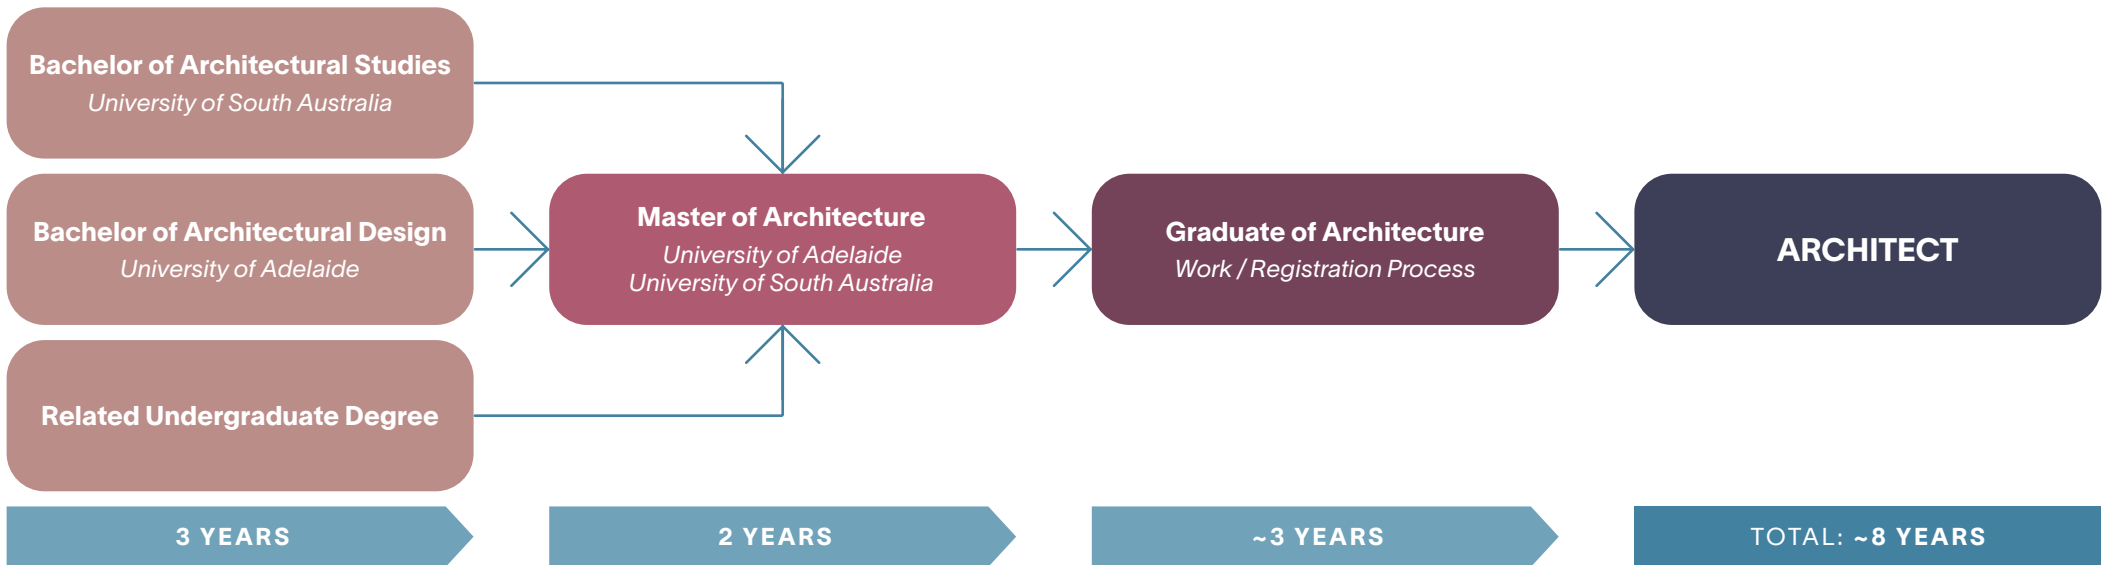 Bachelor of Architectural Studies
University of South Australia
Bachelor of Architectural Design
University of Adelaide
Related Undergraduate Degree
Master of Architecture
University of Adelaide
University of South Australia
Graduate of Architecture
Work / Registration Process
ARCHITECT
3 YEARS
2 YEARS
~3 YEARS
TOTAL: ~8 YEARS